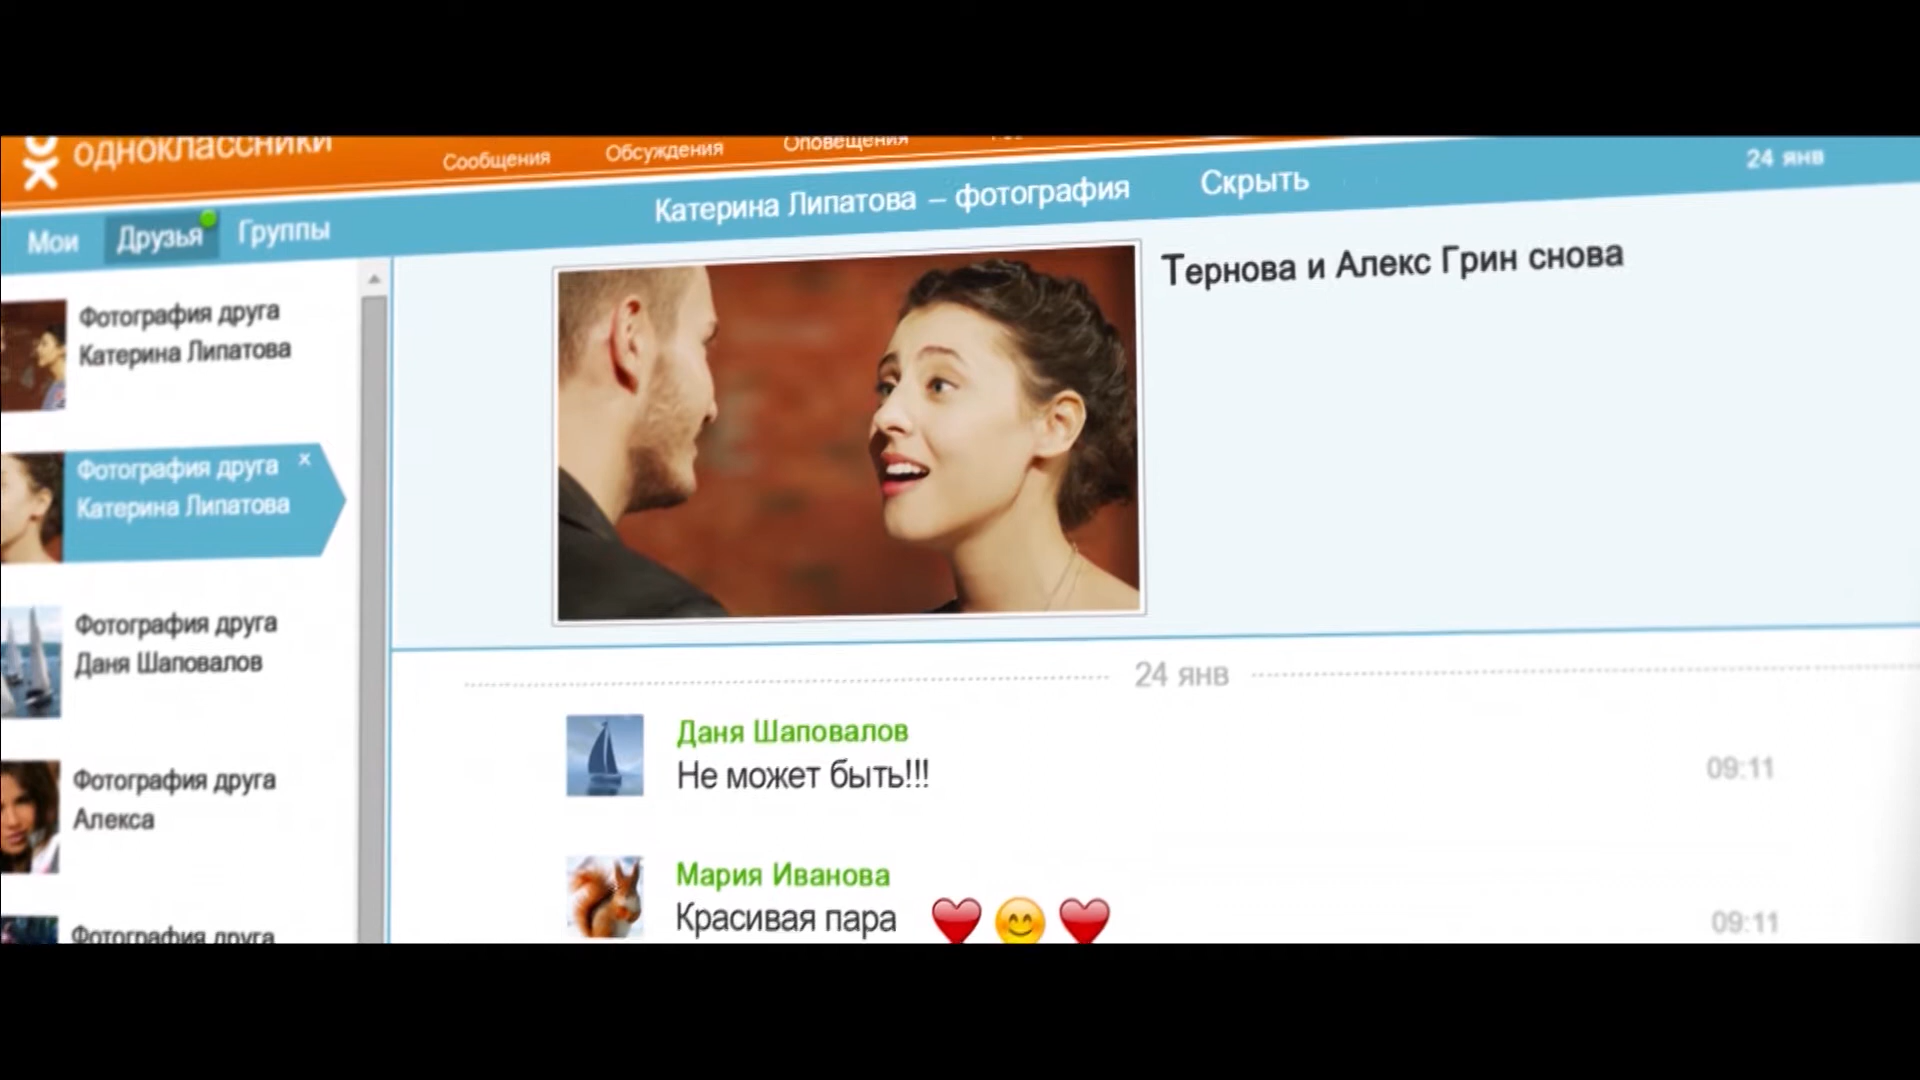 одноклассники
Сообщения
Обсуждения
Оповещения
Мои
Друзья
Группы
Катерина Липатова – фотография
Скрыть
24 янв
Фотография друга
Катерина Липатова
Фотография друга
Катерина Липатова
x
Фотография друга
Даня Шаповалов
Фотография друга
Алекса
Фотография друга
Тернова и Алекс Грин снова
24 янв
Даня Шаповалов
Не может быть!!!
09:11
Мария Иванова
Красивая пара ❤️ 😊 ❤️
09:11